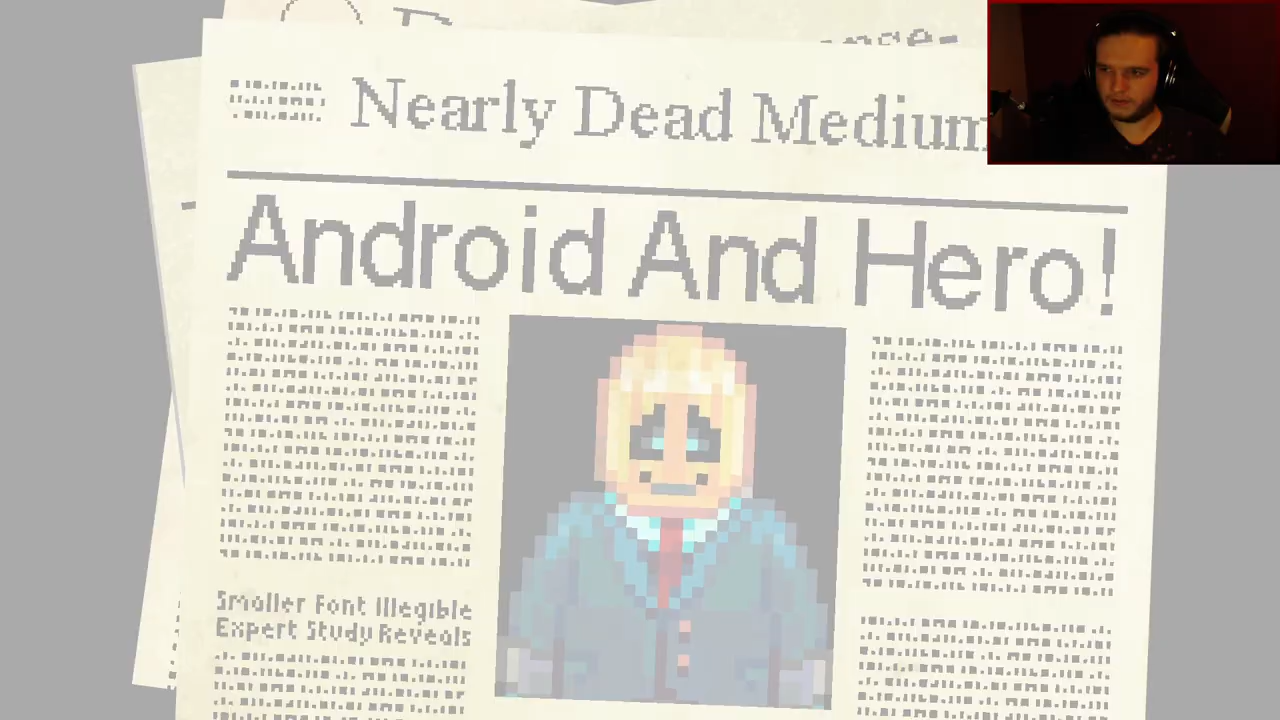 Nearly Dead Medium
Android And Hero!
Smaller Font Illegible
Expert Study Reveals